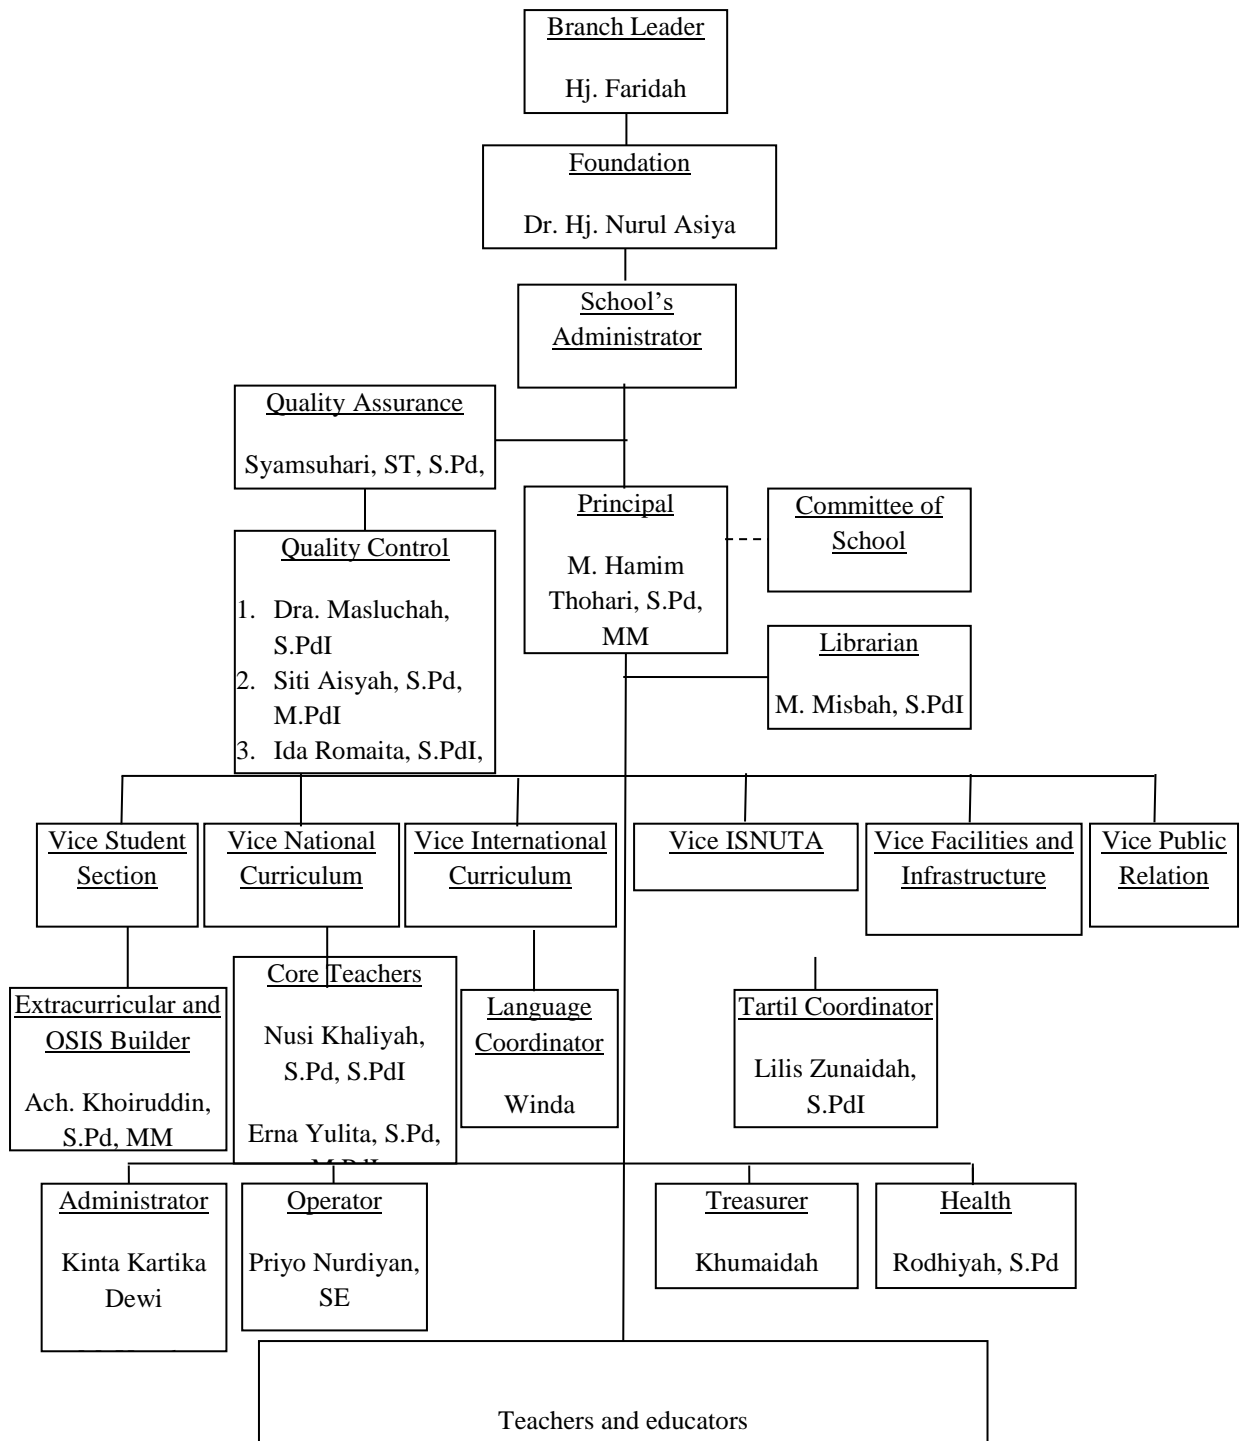 Branch Leader
Hj. Faridah
Foundation
Dr. Hj. Nurul Asiya
School’s
Administrator
Quality Assurance
Syamsuhari, ST, S.Pd,
Principal
M. Hamim
Thohari, S.Pd,
MM
Committee of
School
Quality Control
1. Dra. Masluchah,
S.PdI
2. Siti Aisyah, S.Pd,
M.PdI
3. Ida Romaita, S.PdI,
Librarian
M. Misbah, S.PdI
Vice Student
Section
Vice National
Curriculum
Vice International
Curriculum
Vice ISNUTA
Vice Facilities and
Infrastructure
Vice Public
Relation
Extracurricular and
OSIS Builder
Ach. Khoiruddin,
S.Pd, MM
Core Teachers
Nusi Khaliyah,
S.Pd, S.PdI
Erna Yulita, S.Pd,
Language
Coordinator
Winda
Tartil Coordinator
Lilis Zunaidah,
S.PdI
Administrator
Kinta Kartika
Dewi
Operator
Priyo Nurdiyan,
SE
Treasurer
Khumaidah
Health
Rodhiyah, S.Pd
Teachers and educators